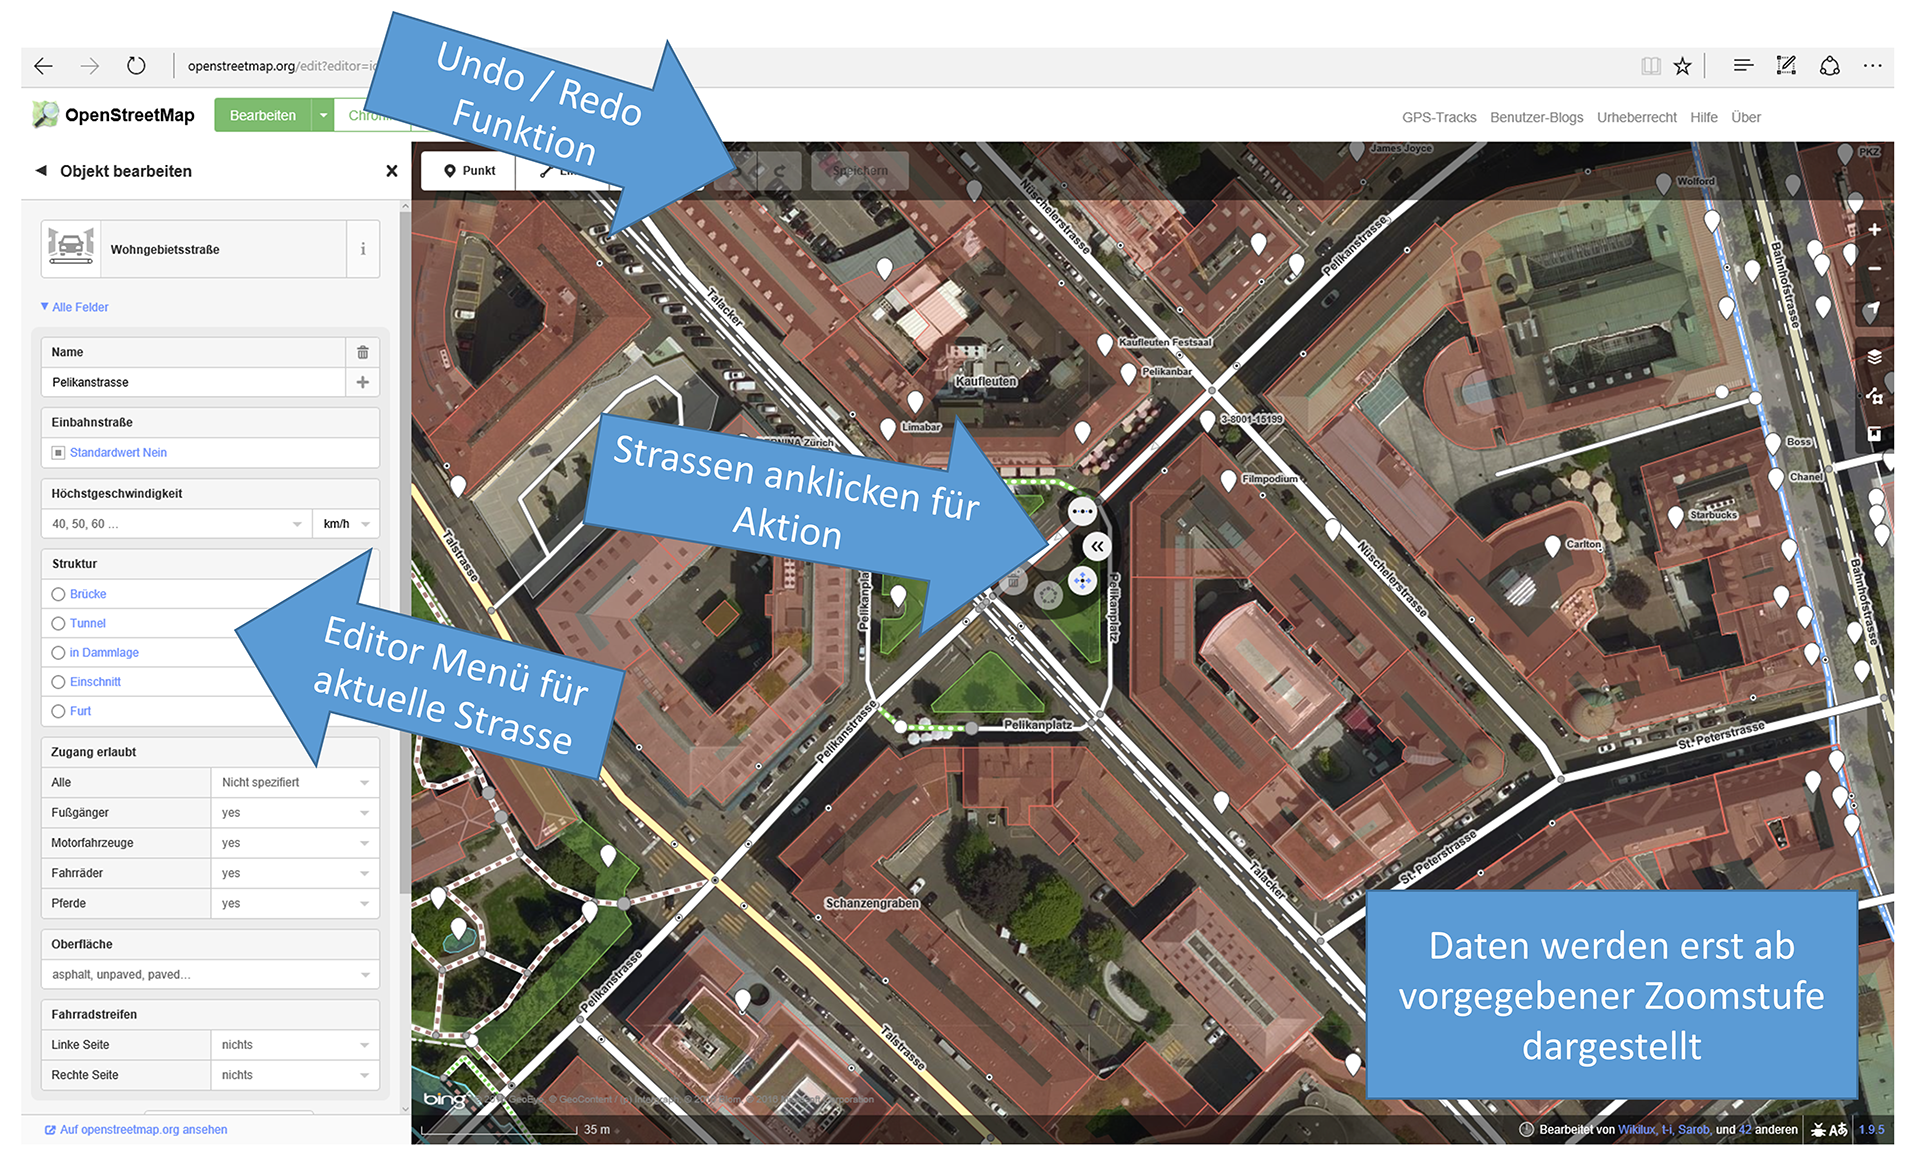 openstreetmap.org/edit?editor=id
OpenStreetMap
Bearbeiten
Chroni
GPS-Tracks Benutzer-Blogs Urheberrecht Hilfe Über
Undo / Redo
Funktion
Objekt bearbeiten
Punkt
Speichern
Wohngebietsstraße
i
Alle Felder
Name
Pelikanstrasse
Einbahnstraße
Standardwert Nein
Höchstgeschwindigkeit
40, 50, 60 ... km/h
Struktur
Brücke
Tunnel
in Dammlage
Einschnitt
Furt
Editor Menü für
aktuelle Strasse
Zugang erlaubt
Alle Nicht spezifiert
Fußgänger yes
Motorfahrzeuge yes
Fahrräder yes
Pferde yes
Oberfläche
asphalt, unpaved, paved...
Fahrradstreifen
Linke Seite nichts
Rechte Seite nichts
Auf openstreetmap.org ansehen
James Joyce
PKZ
Wolford
Nüschelerstrasse
Pelikanstrasse
Bahnhofstrasse
Talacker
Kaufleuten Festsaal
Pelikanbar
Kaufleuten
Limabar
3-8001-15199
Zürich
Boss
Chanel
Filmpodium
Starbucks
Carlton
Strassen anklicken für
Aktion
Talstrasse
Nüschelerstrasse
Pelikanplatz
Pelikanplatz
Bahnhofstrasse
Pelikanplatz
Pelikanstrasse
St. Peterstrasse
St. Peterstrasse
Talacker
Schanzengraben
Pelikanstrasse
Talstrasse
Daten werden erst ab
vorgegebener Zoomstufe
dargestellt
bing
35 m
Bearbeitet von Wikilux, t-i, Sarob, und 42 anderen
1.9.5